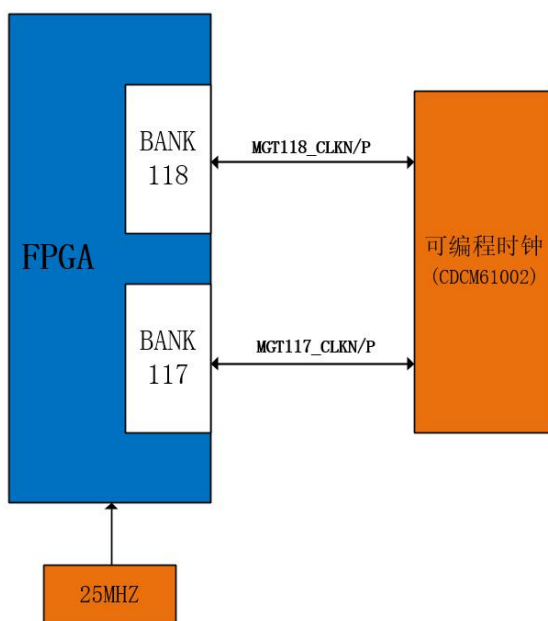 BANK
118
MGT118_CLKN/P
FPGA
可编程时钟
(CDCM61002)
BANK
117
MGT117_CLKN/P
25MHZ